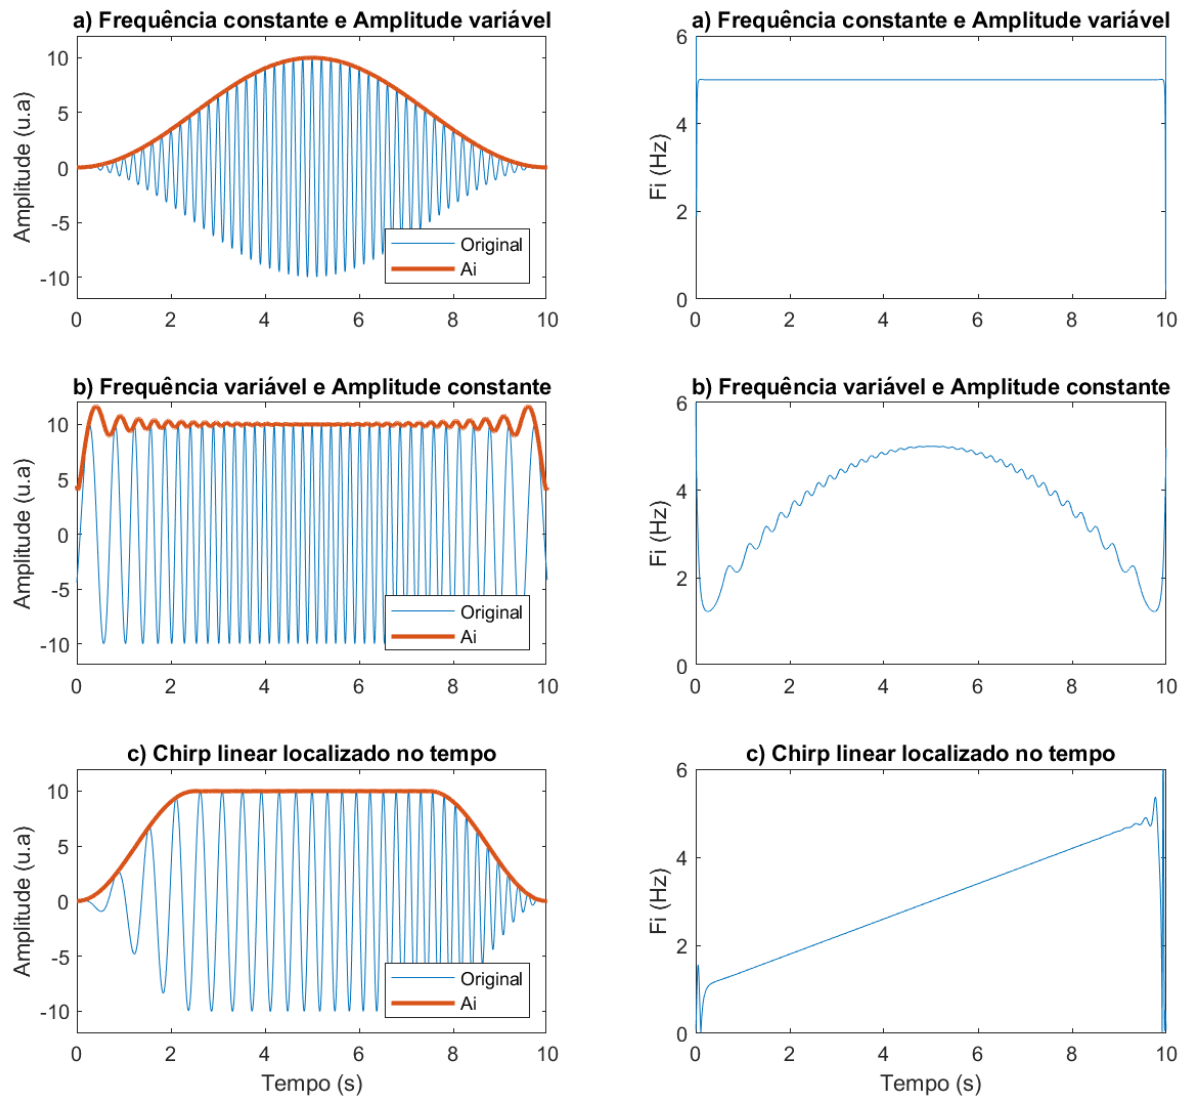 a) Frequência constante e Amplitude variável
Amplitude (u.a)
10
5
0
-5
-10
Original
Ai
0 2 4 6 8 10
a) Frequência constante e Amplitude variável
Fi (Hz)
6
4
2
0
0 2 4 6 8 10
b) Frequência variável e Amplitude constante
Amplitude (u.a)
10
5
0
-5
-10
Original
Ai
0 2 4 6 8 10
b) Frequência variável e Amplitude constante
Fi (Hz)
6
4
2
0
0 2 4 6 8 10
c) Chirp linear localizado no tempo
Amplitude (u.a)
10
5
0
-5
-10
Original
Ai
0 2 4 6 8 10
Tempo (s)
c) Chirp linear localizado no tempo
Fi (Hz)
6
4
2
0
0 2 4 6 8 10
Tempo (s)